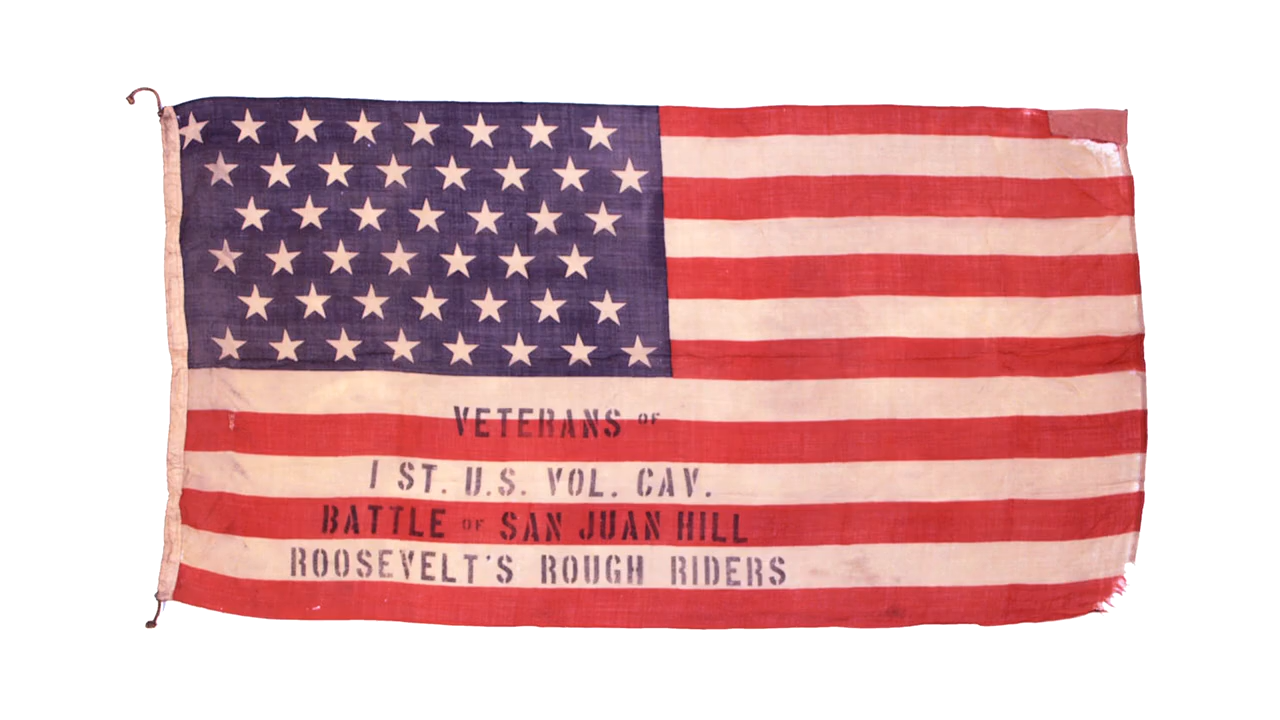 VETERANS OF
1 ST. U.S. VOL. CAV.
BATTLE OF SAN JUAN HILL
ROOSEVELT'S ROUGH RIDERS